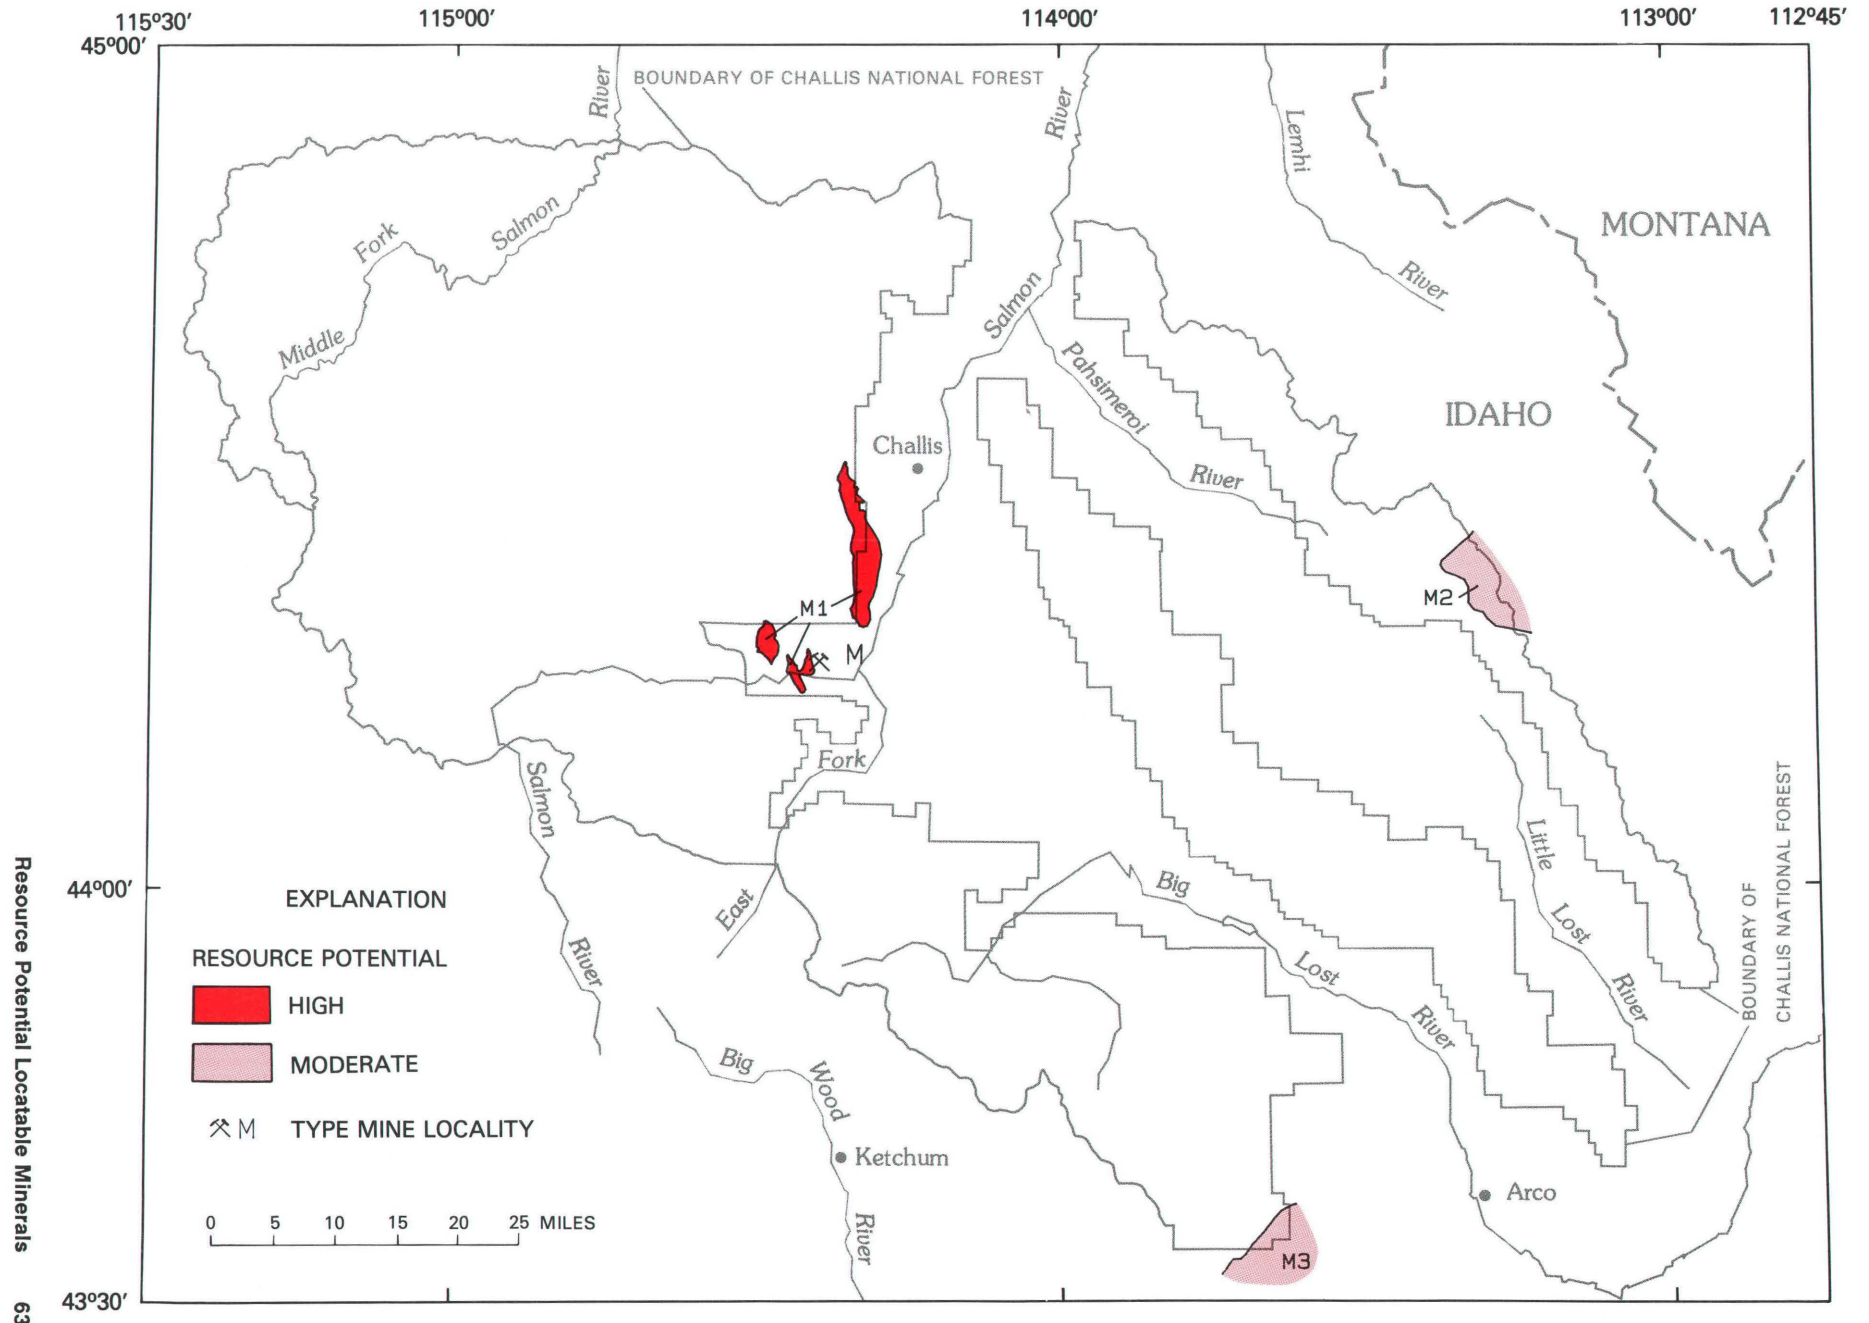 115°30′ 115°00′ 114°00′ 113°00′ 112°45′
45°00′
BOUNDARY OF CHALLIS NATIONAL FOREST
River
River
Lemhi
River
MONTANA
IDAHO
Middle
Fork
Salmon
Salmon
Pahsimeroi
River
Challis
M1
M
M2
Fork
East
Salmon
River
Big
Lost
River
Little
Lost
River
BOUNDARY OF
CHALLIS NATIONAL FOREST
44°00′
EXPLANATION
RESOURCE POTENTIAL
HIGH
MODERATE
M TYPE MINE LOCALITY
0 5 10 15 20 25 MILES
Big
Wood
River
Ketchum
Arco
M3
43°30′
Resource Potential Locatable Minerals 63